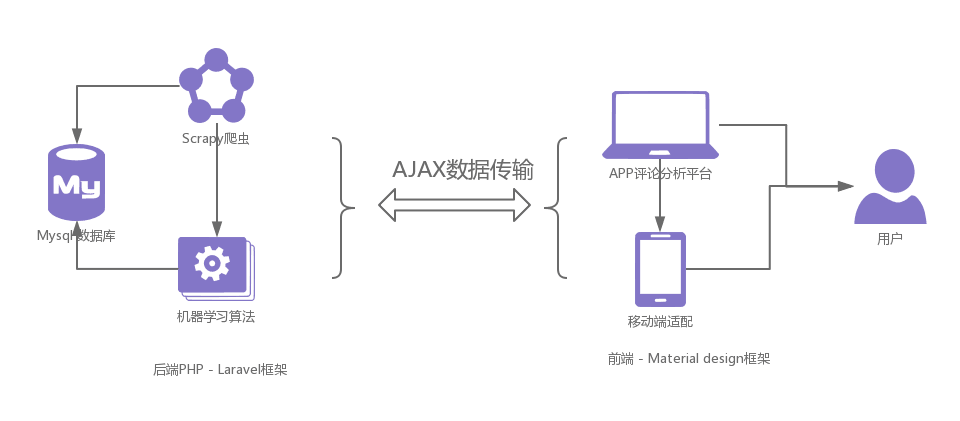 Scrapy爬虫
My
Mysql数据库
机器学习算法
后端PHP - Laravel框架
AJAX数据传输
APP评论分析平台
移动端适配
前端 - Material design框架
用户